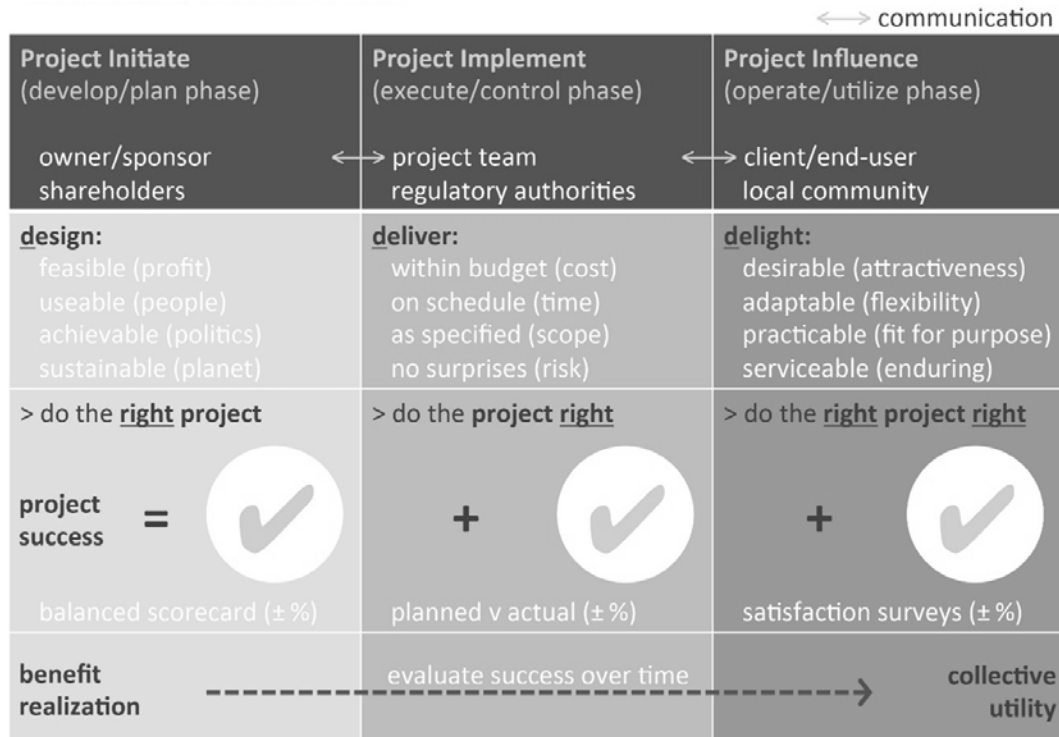 communication
Project Initiate
(develop/plan phase)
owner/sponsor
shareholders
Project Implement
(execute/control phase)
project team
regulatory authorities
Project Influence
(operate/utilize phase)
client/end-user
local community
design:
feasible (profit)
useable (people)
achievable (politics)
sustainable (planet)
deliver:
within budget (cost)
on schedule (time)
as specified (scope)
no surprises (risk)
delight:
desirable (attractiveness)
adaptable (flexibility)
practicable (fit for purpose)
serviceable (enduring)
> do the right project
> do the project right
> do the right project right
project
success
=
+
+
balanced scorecard (± %)
planned v actual (± %)
satisfaction surveys (± %)
benefit
realization
evaluate success over time
collective
utility